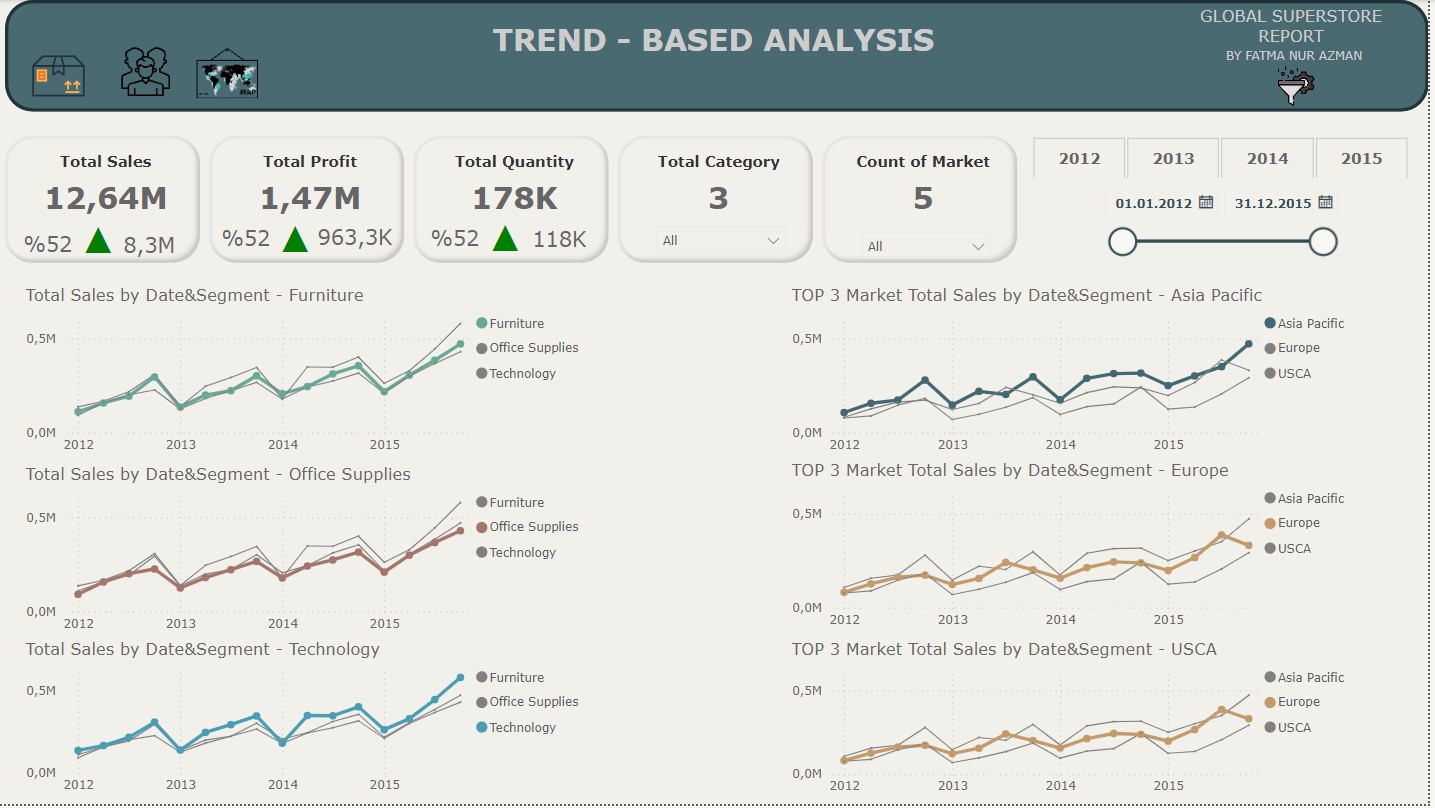 TREND - BASED ANALYSIS
GLOBAL SUPERSTORE
REPORT
BY FATMA NUR AZMAN
MAP
Total Sales
12,64M
%52 8,3M
Total Profit
1,47M
%52 963,3K
Total Quantity
178K
%52 118K
Total Category
3
All
Count of Market
5
All
2012 2013 2014 2015
01.01.2012 31.12.2015
Total Sales by Date&Segment - Furniture
0,5M
0,0M
2012 2013 2014 2015
Furniture
Office Supplies
Technology
TOP 3 Market Total Sales by Date&Segment - Asia Pacific
0,5M
0,0M
2012 2013 2014 2015
Asia Pacific
Europe
USCA
Total Sales by Date&Segment - Office Supplies
0,5M
0,0M
2012 2013 2014 2015
Furniture
Office Supplies
Technology
TOP 3 Market Total Sales by Date&Segment - Europe
0,5M
0,0M
2012 2013 2014 2015
Asia Pacific
Europe
USCA
Total Sales by Date&Segment - Technology
0,5M
0,0M
2012 2013 2014 2015
Furniture
Office Supplies
Technology
TOP 3 Market Total Sales by Date&Segment - USCA
0,5M
0,0M
2012 2013 2014 2015
Asia Pacific
Europe
USCA